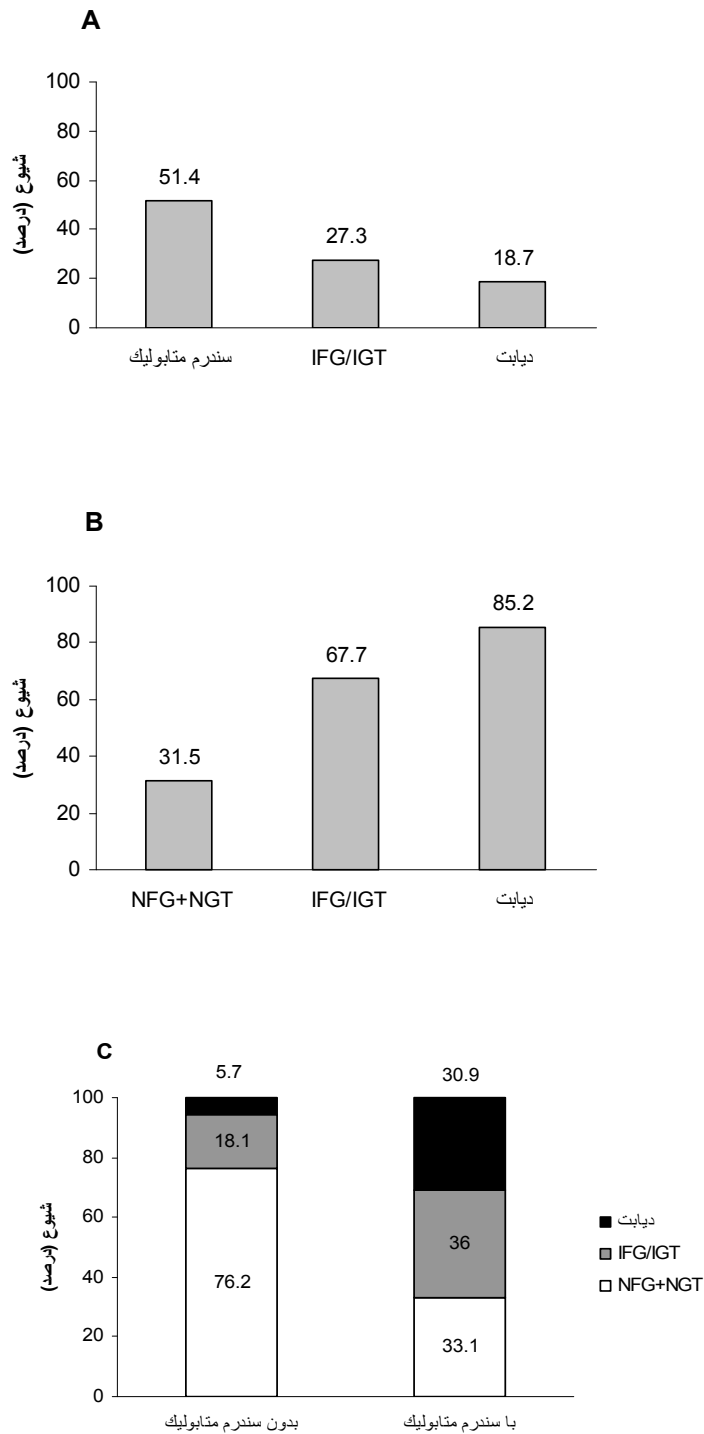 A
شیوع (درصد)
100
80
60
40
20
0
51.4
27.3
18.7
سندرم متابولیك
IFG/IGT
دیابت
B
شیوع (درصد)
100
80
60
40
20
0
31.5
67.7
85.2
NFG+NGT
IFG/IGT
دیابت
C
شیوع (درصد)
100
80
60
40
20
0
5.7
18.1
76.2
30.9
36
33.1
بدون سندرم متابولیك
با سندرم متابولیك
دیابت
IFG/IGT
NFG+NGT